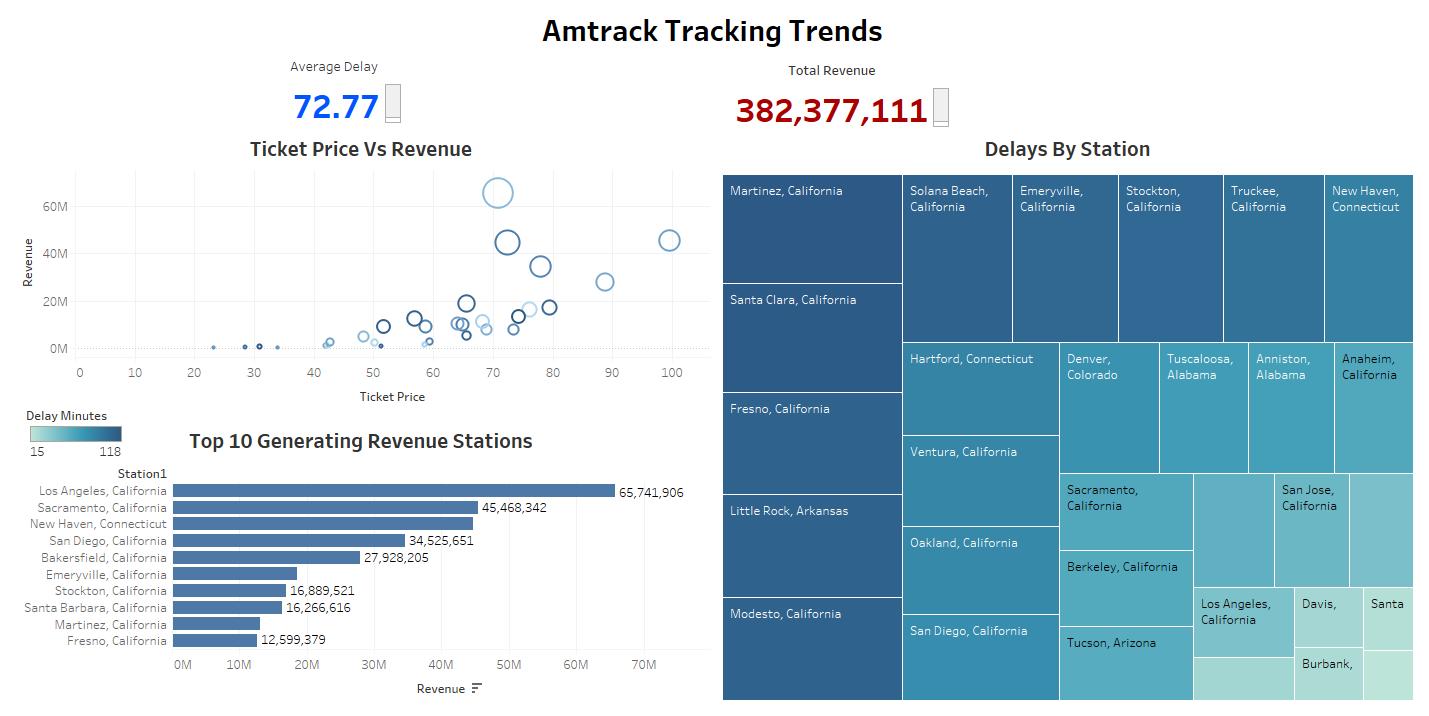 Amtrack Tracking Trends
Average Delay
72.77
Total Revenue
382,377,111
Ticket Price Vs Revenue
Revenue
60M
40M
20M
0M
0 10 20 30 40 50 60 70 80 90 100
Ticket Price
Delay Minutes
15 118
Top 10 Generating Revenue Stations
Station1
Los Angeles, California 65,741,906
Sacramento, California 45,468,342
New Haven, Connecticut
San Diego, California 34,525,651
Bakersfield, California 27,928,205
Emeryville, California
Stockton, California 16,889,521
Santa Barbara, California 16,266,616
Martinez, California
Fresno, California 12,599,379
0M 10M 20M 30M 40M 50M 60M 70M
Revenue
Delays By Station
Martinez, California
Santa Clara, California
Fresno, California
Little Rock, Arkansas
Modesto, California
Solana Beach,
California
Emeryville,
California
Stockton,
California
Truckee,
California
New Haven,
Connecticut
Hartford, Connecticut
Ventura, California
Oakland, California
San Diego, California
Denver,
Colorado
Tuscaloosa,
Alabama
Anniston,
Alabama
Anaheim,
California
Sacramento,
California
Berkeley, California
Tucson, Arizona
San Jose,
California
Los Angeles,
California
Davis,
Burbank,
Santa